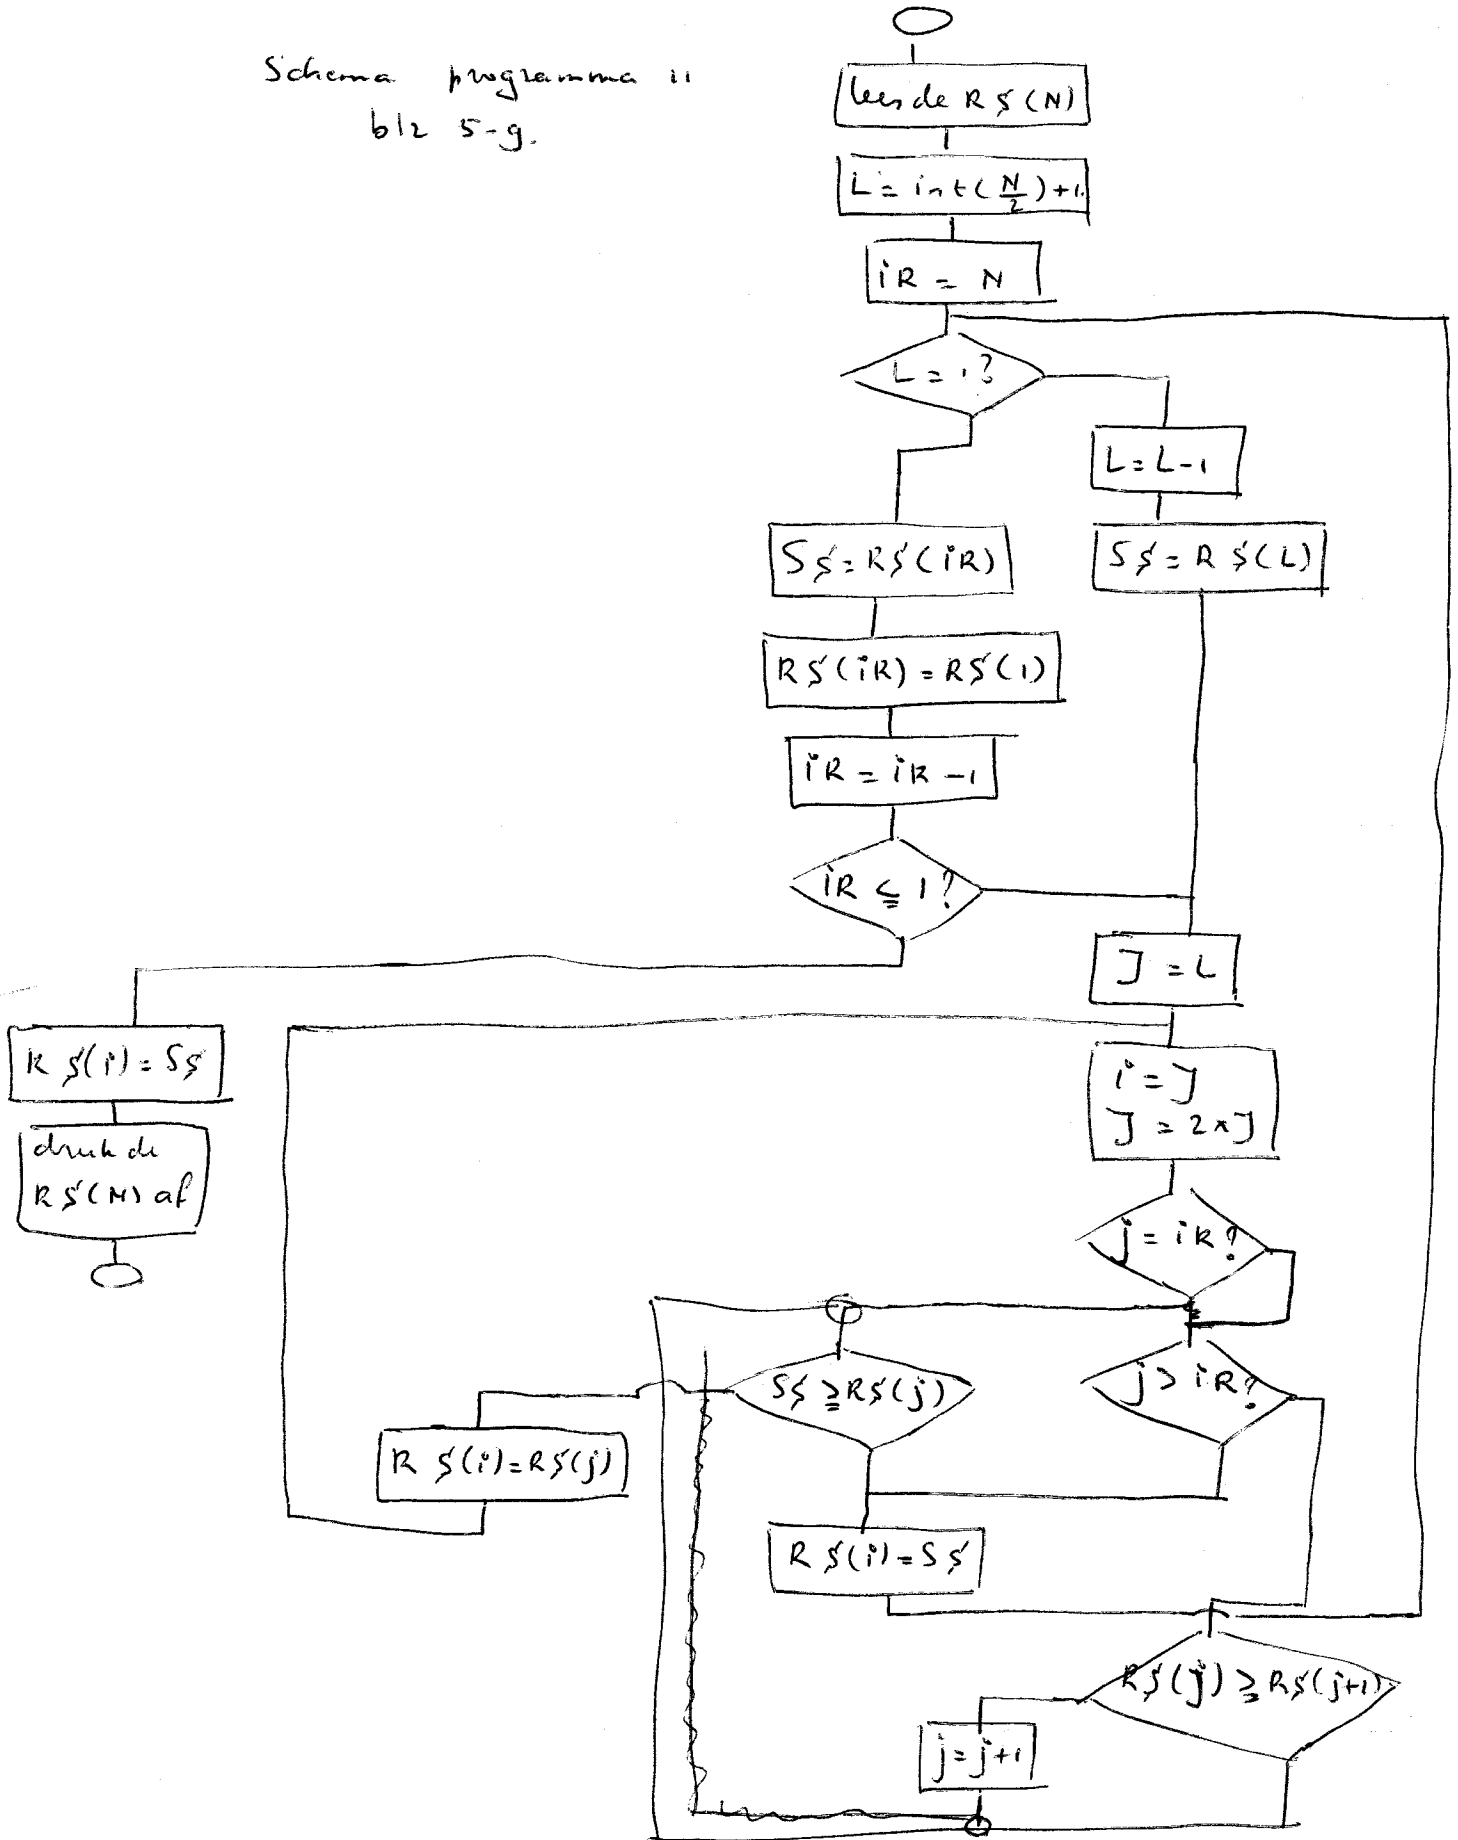 Schema programma 11
blz 5-9.
lees de R$(N)
L = int(N/2)+1
iR = N
L = 1?
L = L-1
S$ = R$(iR)
S$ = R$(L)
R$(iR) = R$(1)
iR = iR - 1
iR ≤ 1?
J = L
R$(i) = S$
druk de
R$(N) af
i = J
J = 2 x J
j = iR?
S$ ≥ R$(j)
j > iR?
R$(i) = R$(j)
R$(i) = S$
R$(j) ≥ R$(j+1)
j = j+1